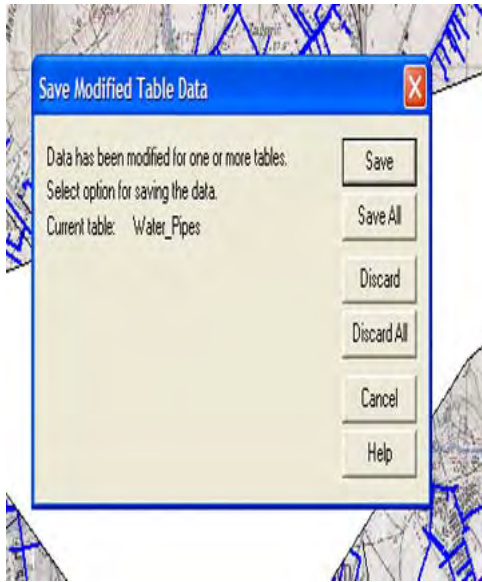 Save Modified Table Data
Data has been modified for one or more tables.
Select option for saving the data.
Current table: Water_Pipes
Save
Save All
Discard
Discard All
Cancel
Help